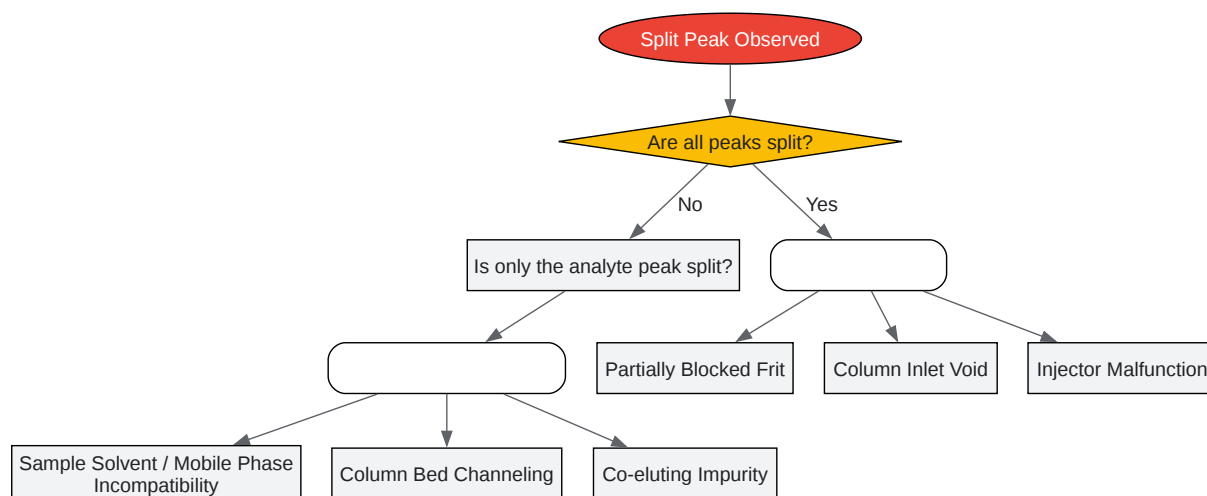 Split Peak Observed
Are all peaks split?
No
Yes
Is only the analyte peak split?
Partially Blocked Frit
Column Inlet Void
Injector Malfunction
Sample Solvent / Mobile Phase
Incompatibility
Column Bed Channeling
Co-eluting Impurity